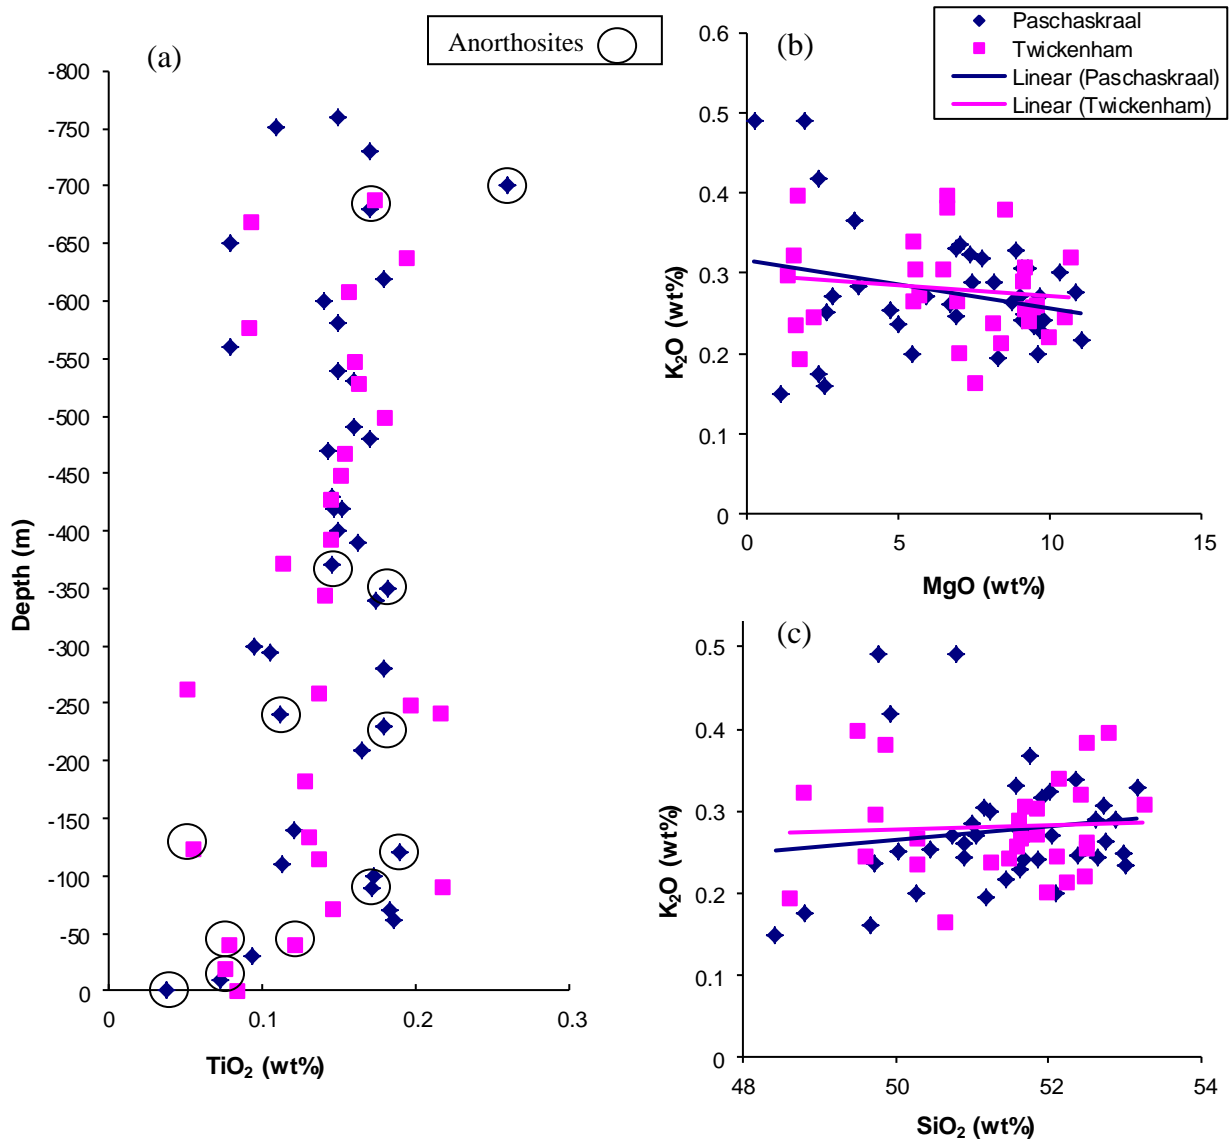 Anorthosites
(a)
-800
-750
-700
-650
-600
-550
-500
-450
-400
-350
-300
-250
-200
-150
-100
-50
0
Depth (m)
0 0.1 0.2 0.3
TiO₂ (wt%)
Paschaskraal
Twickenham
Linear (Paschaskraal)
Linear (Twickenham)
(b)
0.6
0.5
0.4
0.3
0.2
0.1
0
K₂O (wt%)
0 5 10 15
MgO (wt%)
(c)
0.5
0.4
0.3
0.2
0.1
0
K₂O (wt%)
48 50 52 54
SiO₂ (wt%)